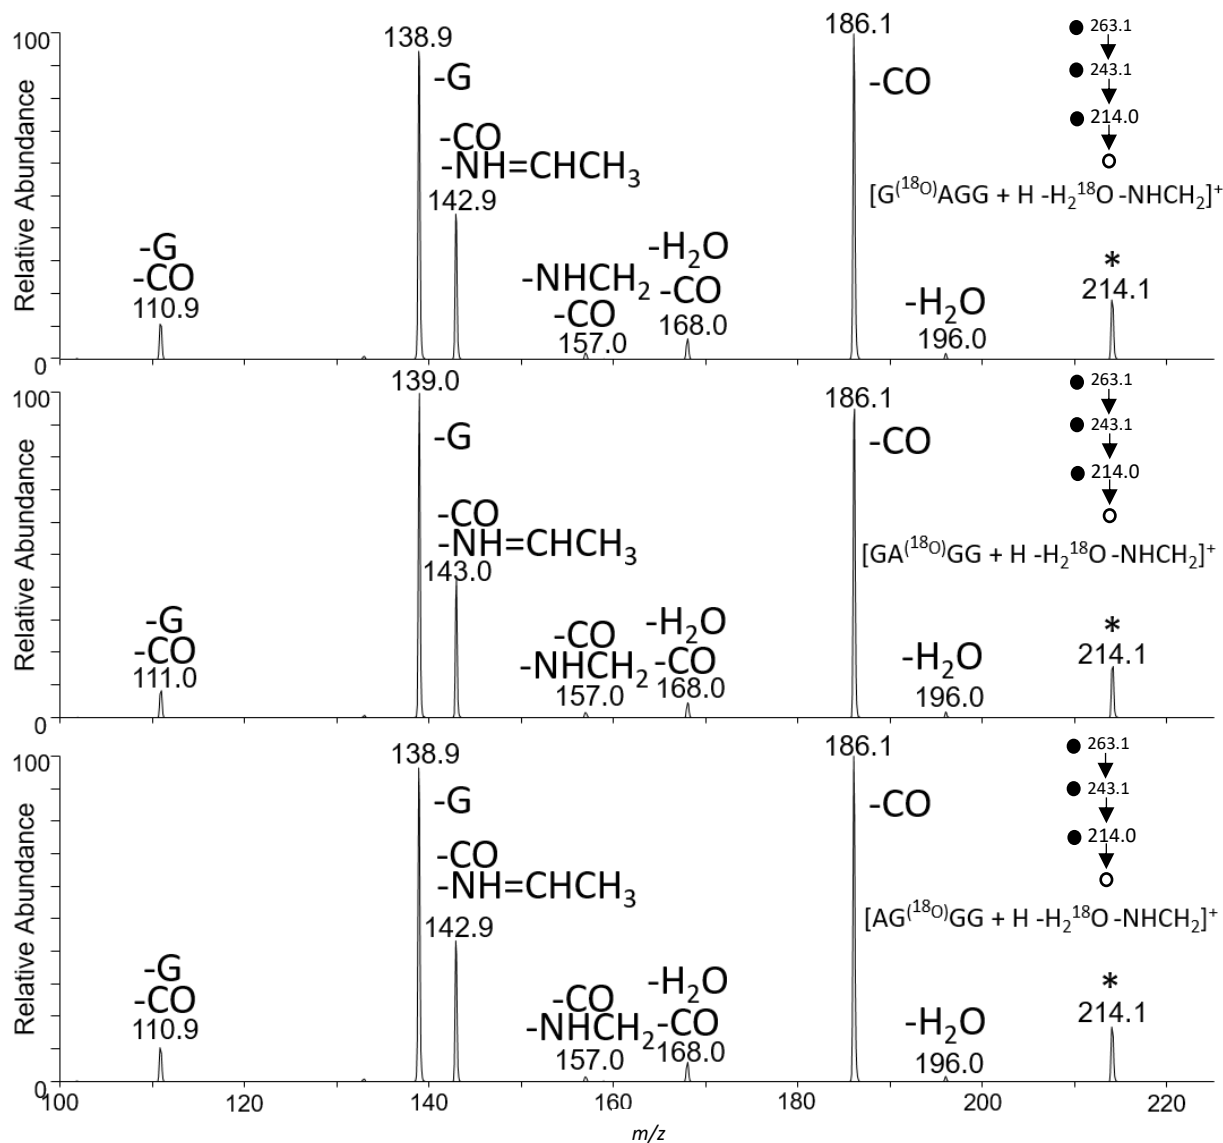 Relative Abundance
100
0
138.9
-G
-CO
-NH=CHCH3
142.9
-G
-CO
110.9
-NHCH2
-CO
157.0
-H2O
-CO
168.0
186.1
-CO
-H2O
196.0
263.1
243.1
214.0
[G(18O)AGG + H -H2 18O -NHCH2]+
*
214.1
Relative Abundance
100
0
139.0
-G
-CO
-NH=CHCH3
143.0
-G
-CO
111.0
-CO
-NHCH2
157.0
-H2O
-CO
168.0
186.1
-CO
-H2O
196.0
263.1
243.1
214.0
[GA(18O)GG + H -H2 18O -NHCH2]+
*
214.1
Relative Abundance
100
0
138.9
-G
-CO
-NH=CHCH3
142.9
-G
-CO
110.9
-CO
-NHCH2
157.0
-H2O
-CO
168.0
186.1
-CO
-H2O
196.0
263.1
243.1
214.0
[AG(18O)GG + H -H2 18O -NHCH2]+
*
214.1
100 120 140 160 180 200 220
m/z